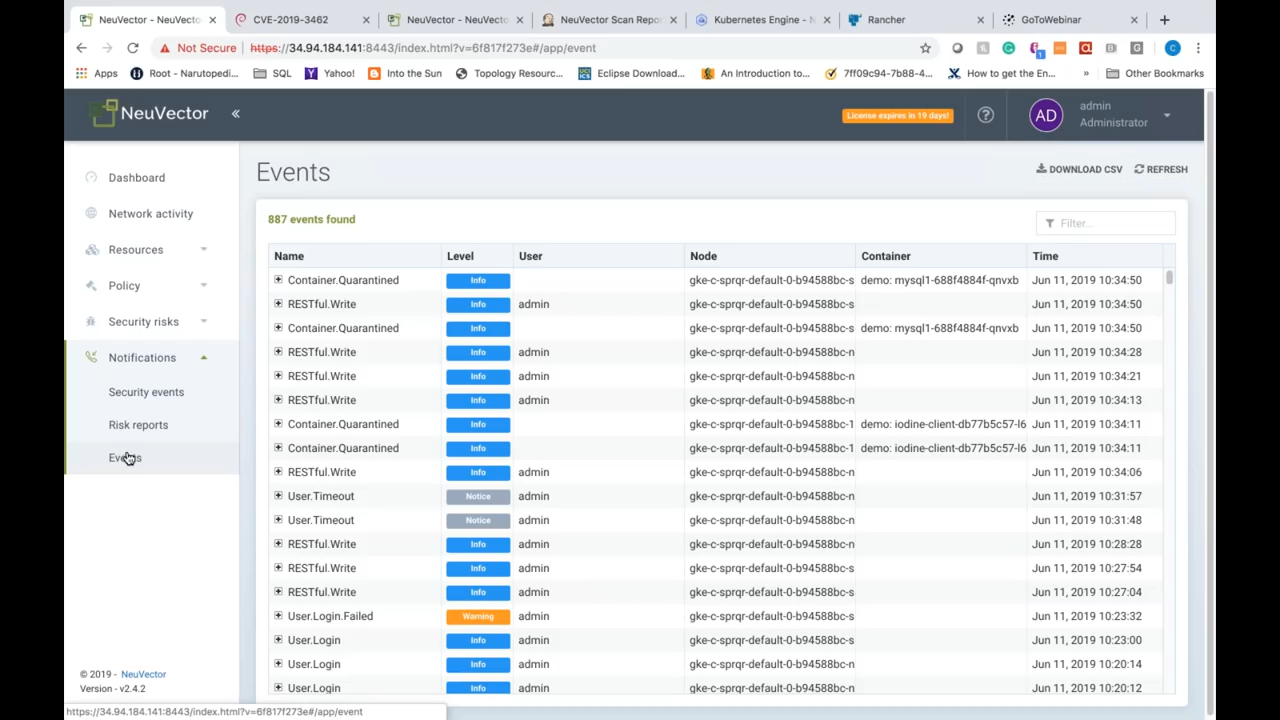 NeuVector - NeuVecto
CVE-2019-3462
NeuVector - NeuVecto
NeuVector Scan Repor
Kubernetes Engine - N
Rancher
GoToWebinar
Not Secure
https://34.94.184.141:8443/index.html?v=6f817f273e#/app/event
Apps
Root - Narutopedi...
SQL
Yahoo!
Into the Sun
Topology Resourc...
Eclipse Download...
An Introduction to...
7ff09c94-7b88-4...
How to get the En...
»
Other Bookmarks
NeuVector
«
License expires in 19 days!
?
AD
admin
Administrator
Dashboard
Network activity
Resources
Policy
Security risks
Notifications
Security events
Risk reports
Events
© 2019 - NeuVector
Version - v2.4.2
Events
DOWNLOAD CSV
REFRESH
887 events found
Filter...
Name Level User Node Container Time
Container.Quarantined Info gke-c-sprqr-default-0-b94588bc-s demo: mysql1-688f4884f-qnvxb Jun 11, 2019 10:34:50
RESTful.Write Info admin gke-c-sprqr-default-0-b94588bc-s Jun 11, 2019 10:34:50
Container.Quarantined Info gke-c-sprqr-default-0-b94588bc-s demo: mysql1-688f4884f-qnvxb Jun 11, 2019 10:34:50
RESTful.Write Info admin gke-c-sprqr-default-0-b94588bc-n Jun 11, 2019 10:34:28
RESTful.Write Info admin gke-c-sprqr-default-0-b94588bc-n Jun 11, 2019 10:34:21
RESTful.Write Info admin gke-c-sprqr-default-0-b94588bc-n Jun 11, 2019 10:34:13
Container.Quarantined Info gke-c-sprqr-default-0-b94588bc-1 demo: iodine-client-db77b5c57-l6 Jun 11, 2019 10:34:11
Container.Quarantined Info gke-c-sprqr-default-0-b94588bc-1 demo: iodine-client-db77b5c57-l6 Jun 11, 2019 10:34:11
RESTful.Write Info admin gke-c-sprqr-default-0-b94588bc-n Jun 11, 2019 10:34:06
User.Timeout Notice admin gke-c-sprqr-default-0-b94588bc-n Jun 11, 2019 10:31:57
User.Timeout Notice admin gke-c-sprqr-default-0-b94588bc-n Jun 11, 2019 10:31:48
RESTful.Write Info admin gke-c-sprqr-default-0-b94588bc-n Jun 11, 2019 10:28:28
RESTful.Write Info admin gke-c-sprqr-default-0-b94588bc-s Jun 11, 2019 10:27:54
RESTful.Write Info admin gke-c-sprqr-default-0-b94588bc-n Jun 11, 2019 10:27:04
User.Login.Failed Warning admin gke-c-sprqr-default-0-b94588bc-s Jun 11, 2019 10:23:32
User.Login Info admin gke-c-sprqr-default-0-b94588bc-s Jun 11, 2019 10:23:00
User.Login Info admin gke-c-sprqr-default-0-b94588bc-s Jun 11, 2019 10:20:14
User.Login Info admin gke-c-sprqr-default-0-b94588bc-n Jun 11, 2019 10:20:12
https://34.94.184.141:8443/index.html?v=6f817f273e#/app/event